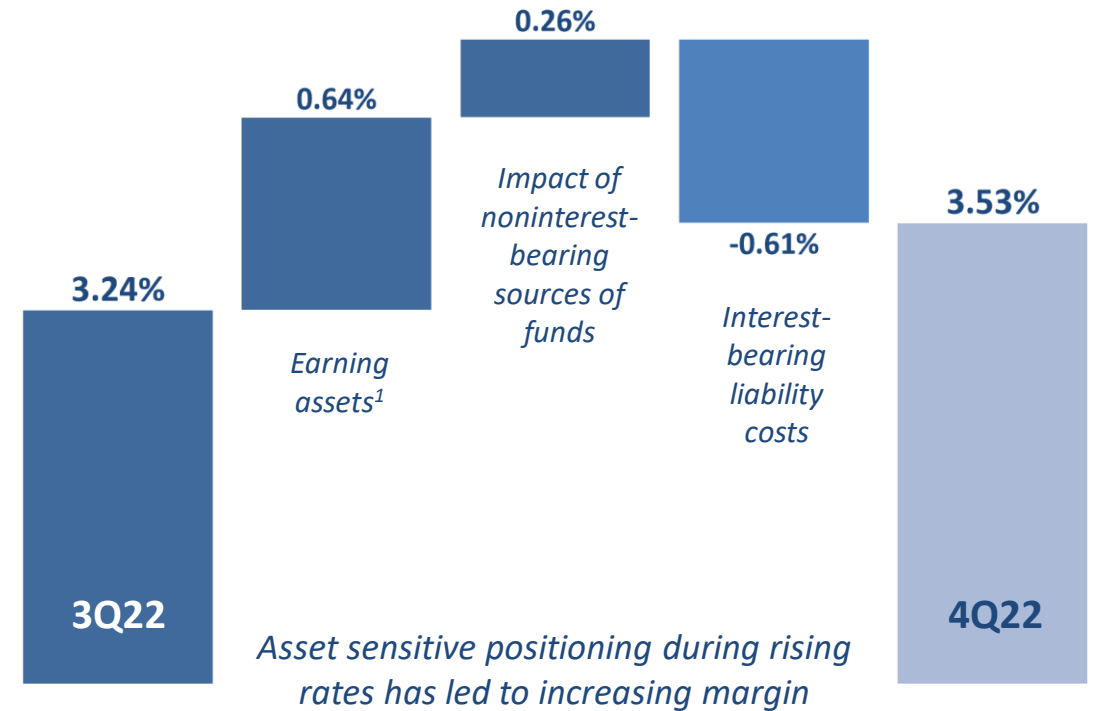 0.26%
0.64%
Impact of
noninterest-
bearing
sources of
funds
3.53%
-0.61%
3.24%
Interest-
bearing
liability
costs
Earning
assets¹
3Q22
4Q22
Asset sensitive positioning during rising
rates has led to increasing margin